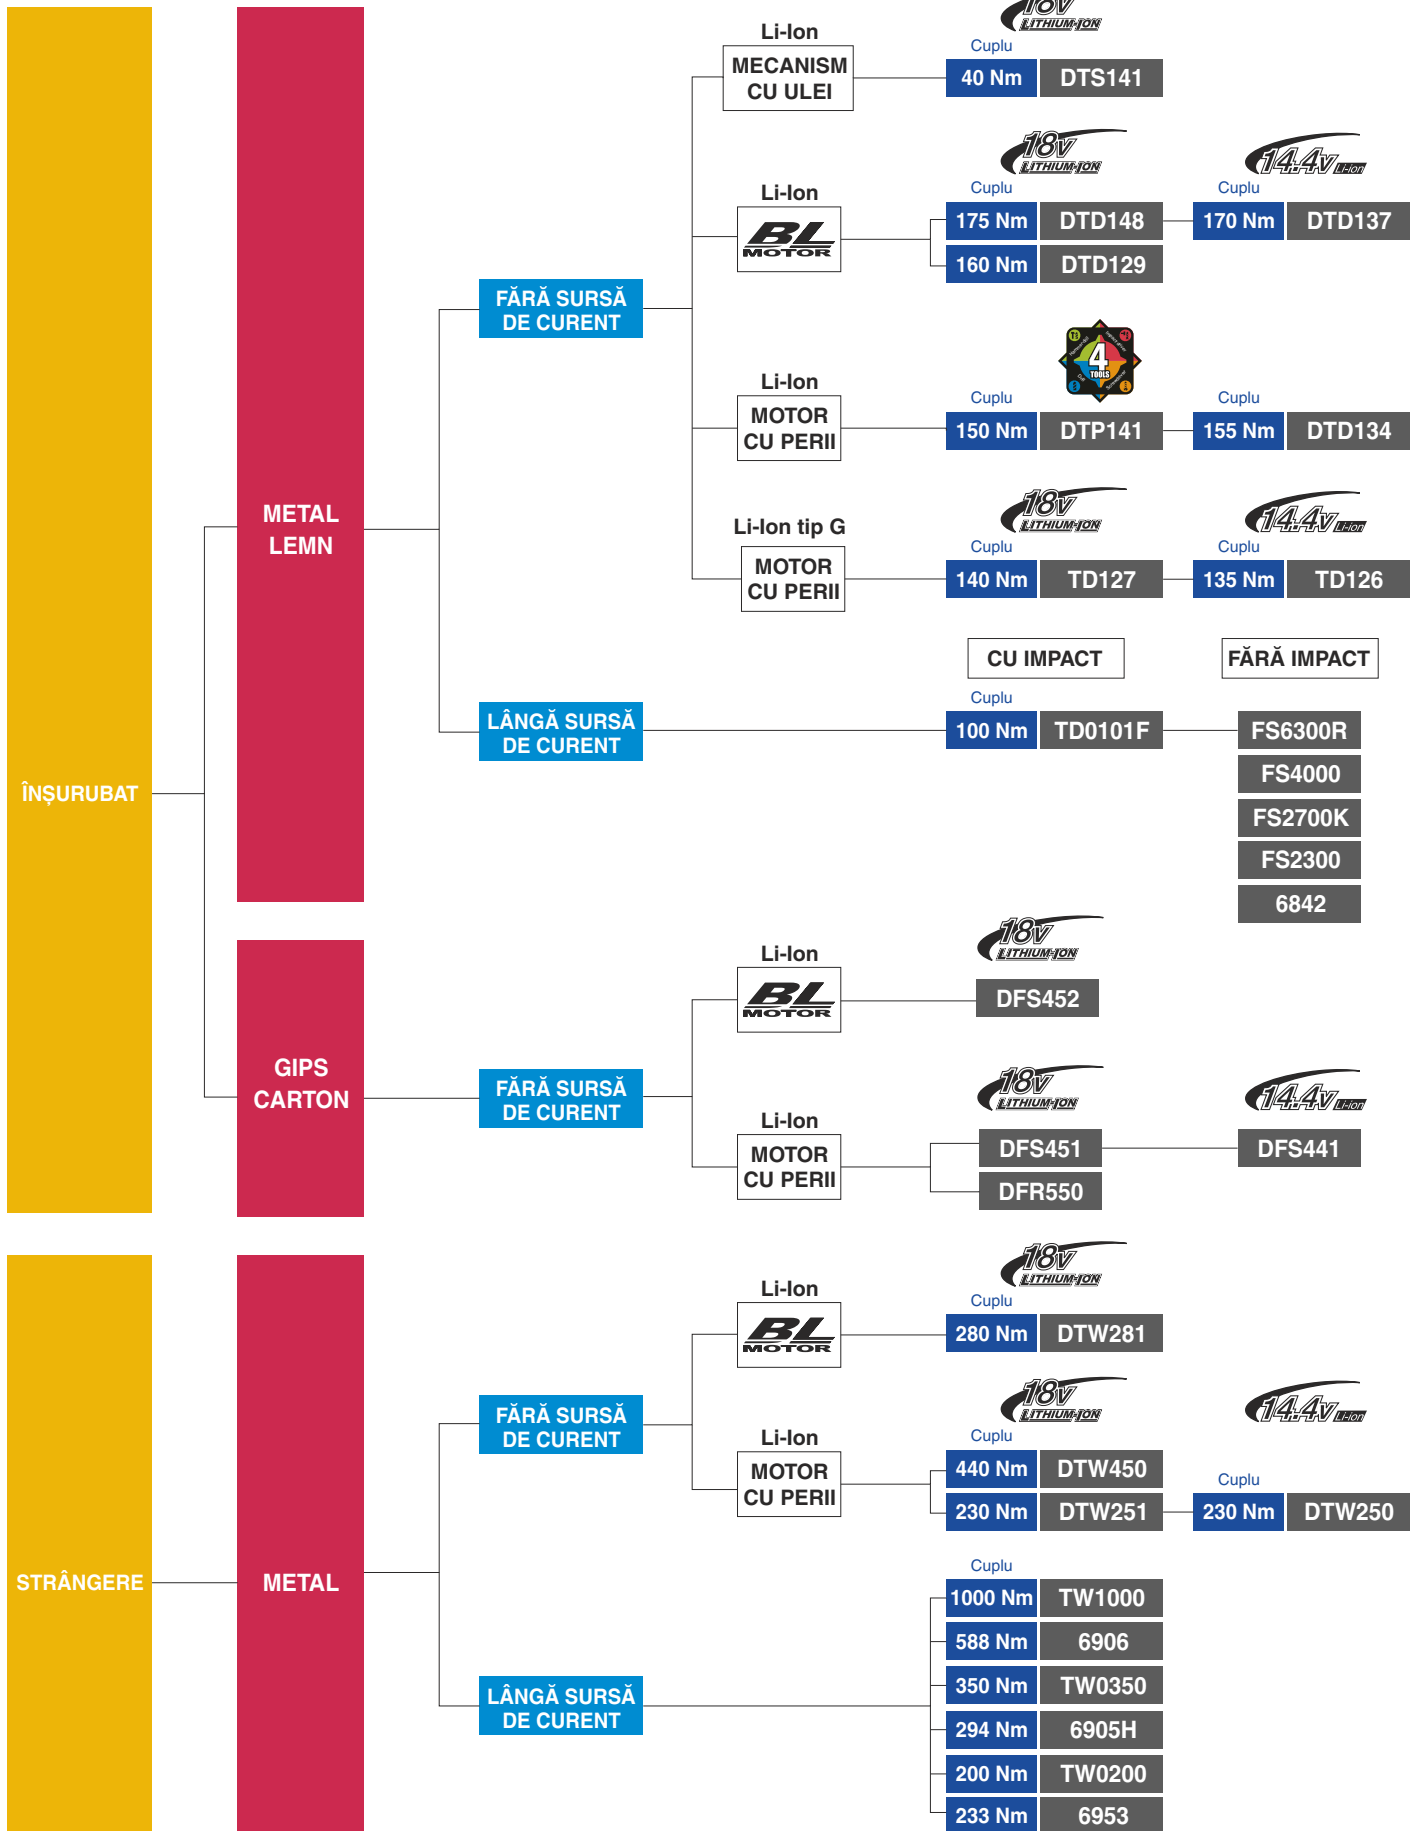 18V
LITHIUM-ION
Li-Ion
MECANISM
CU ULEI
Cuplu
40 Nm DTS141
18V
LITHIUM-ION
14.4V Li-Ion
Li-Ion
BL
MOTOR
Cuplu
Cuplu
175 Nm DTD148 170 Nm DTD137
160 Nm DTD129
FĂRĂ SURSĂ
DE CURENT
4
TOOLS
Li-Ion
MOTOR
CU PERII
Cuplu
Cuplu
150 Nm DTP141 155 Nm DTD134
METAL
LEMN
18V
LITHIUM-ION
14.4V Li-Ion
Li-Ion tip G
MOTOR
CU PERII
Cuplu
Cuplu
140 Nm TD127 135 Nm TD126
CU IMPACT
FĂRĂ IMPACT
LÂNGĂ SURSĂ
DE CURENT
Cuplu
100 Nm TD0101F FS6300R
FS4000
FS2700K
FS2300
6842
ÎNȘURUBAT
18V
LITHIUM-ION
Li-Ion
BL
MOTOR
DFS452
GIPS
CARTON
FĂRĂ SURSĂ
DE CURENT
18V
LITHIUM-ION
14.4V Li-Ion
Li-Ion
MOTOR
CU PERII
DFS451 DFS441
DFR550
18V
LITHIUM-ION
Li-Ion
BL
MOTOR
Cuplu
280 Nm DTW281
FĂRĂ SURSĂ
DE CURENT
18V
LITHIUM-ION
14.4V Li-Ion
Li-Ion
MOTOR
CU PERII
Cuplu
440 Nm DTW450
Cuplu
230 Nm DTW251 230 Nm DTW250
STRÂNGERE
METAL
Cuplu
1000 Nm TW1000
588 Nm 6906
LÂNGĂ SURSĂ
DE CURENT
350 Nm TW0350
294 Nm 6905H
200 Nm TW0200
233 Nm 6953